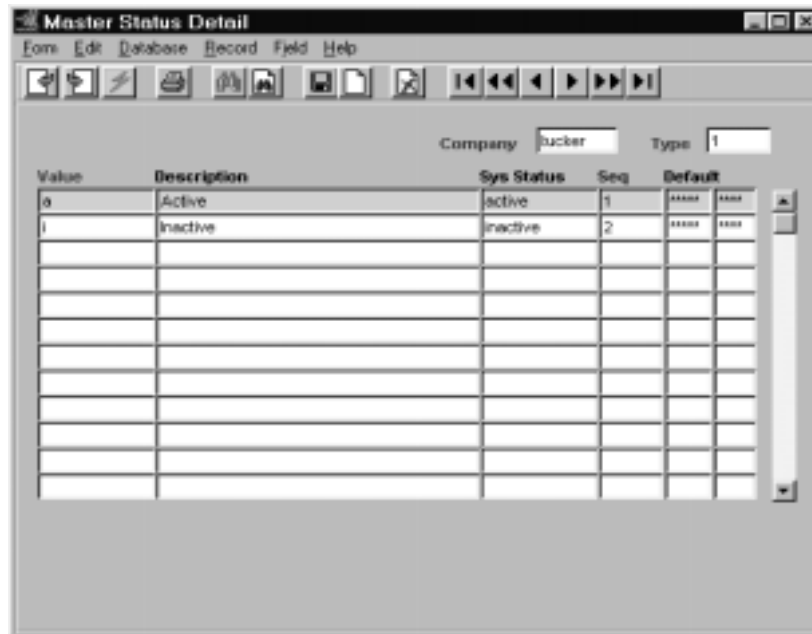 Master Status Detail
Form Edit Database Record Field Help
Company tucker Type 1
Value Description Sys Status Seq Default
a Active active 1 ***** ****
i Inactive inactive 2 ***** ****